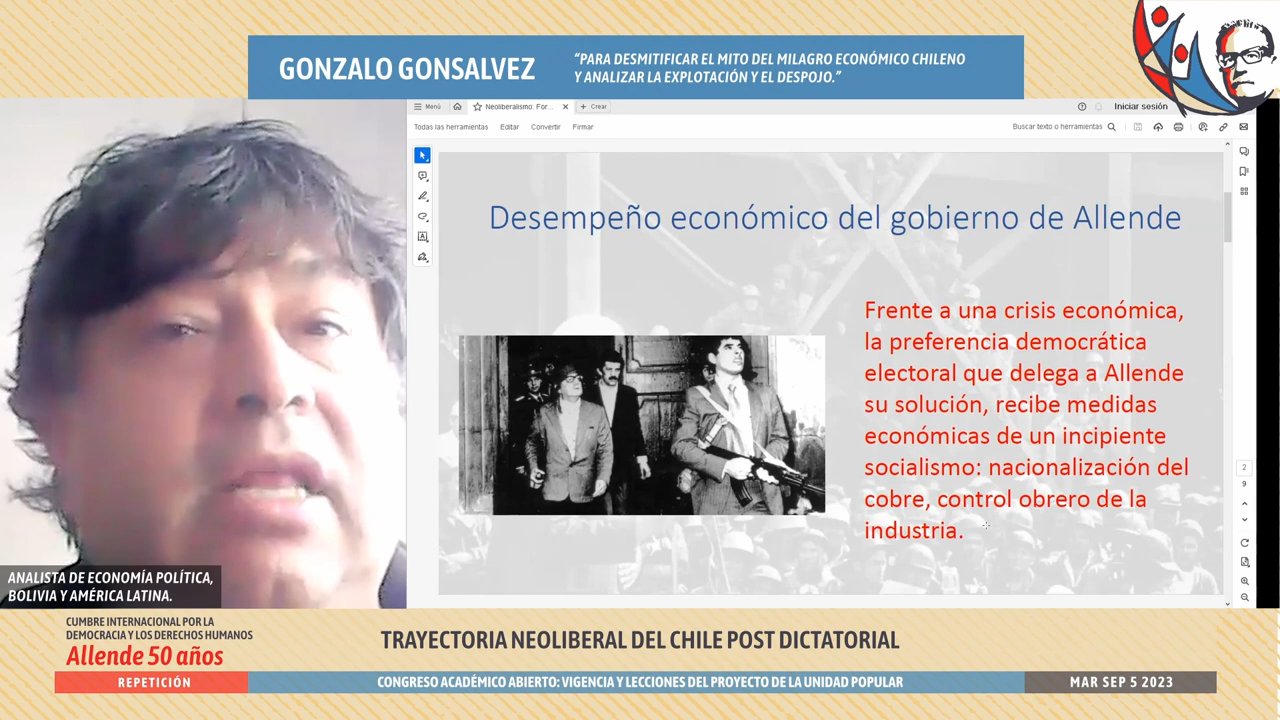 GONZALO GONSALVEZ
“PARA DESMITIFICAR EL MITO DEL MILAGRO ECONÓMICO CHILENO
Y ANALIZAR LA EXPLOTACIÓN Y EL DESPOJO.”
Menú
Neoliberalismo: For...
Crear
Iniciar sesión
Todas las herramientas
Editar
Convertir
Firmar
Buscar texto o herramientas
Desempeño económico del gobierno de Allende
Frente a una crisis económica,
la preferencia democrática
electoral que delega a Allende
su solución, recibe medidas
económicas de un incipiente
socialismo: nacionalización del
cobre, control obrero de la
industria.
2
9
ANALISTA DE ECONOMÍA POLÍTICA,
BOLIVIA Y AMÉRICA LATINA.
CUMBRE INTERNACIONAL POR LA
DEMOCRACIA Y LOS DERECHOS HUMANOS
Allende 50 años
TRAYECTORIA NEOLIBERAL DEL CHILE POST DICTATORIAL
REPETICIÓN
CONGRESO ACADÉMICO ABIERTO: VIGENCIA Y LECCIONES DEL PROYECTO DE LA UNIDAD POPULAR
MAR SEP 5 2023